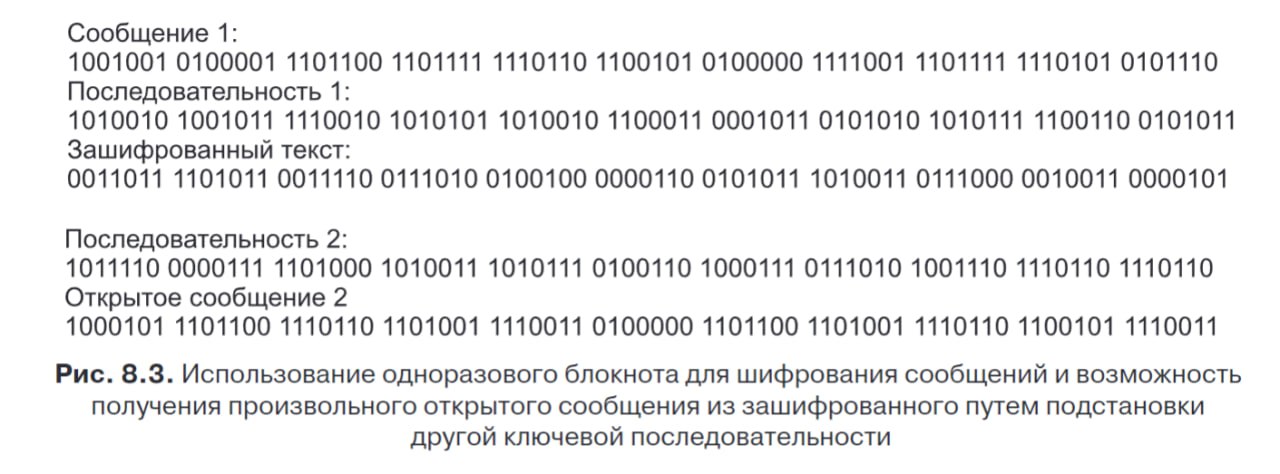 Сообщение 1:
1001001 0100001 1101100 1101111 1110110 1100101 0100000 1111001 1101111 1110101 0101110
Последовательность 1:
1010010 1001011 1110010 1010101 1010010 1100011 0001011 0101010 1010111 1100110 0101011
Зашифрованный текст:
0011011 1101011 0011110 0111010 0100100 0000110 0101011 1010011 0111000 0010011 0000101
Последовательность 2:
1011110 0000111 1101000 1010011 1010111 0100110 1000111 0111010 1001110 1110110 1110110
Открытое сообщение 2
1000101 1101100 1110110 1101001 1110011 0100000 1101100 1101001 1110110 1100101 1110011
Рис. 8.3. Использование одноразового блокнота для шифрования сообщений и возможность
получения произвольного открытого сообщения из зашифрованного путем подстановки
другой ключевой последовательности